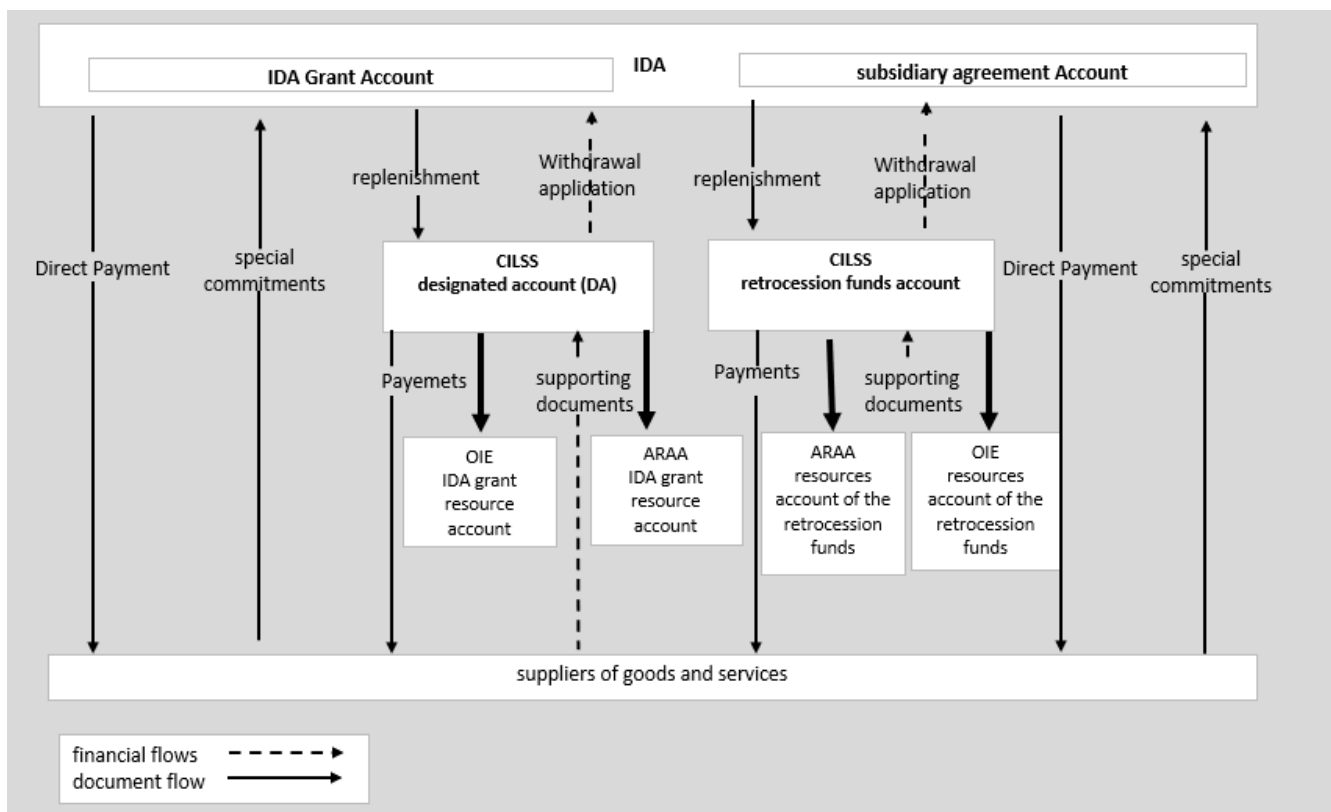 IDA
IDA Grant Account
subsidiary agreement Account
replenishment
Withdrawal
application
replenishment
Withdrawal
application
Direct Payment
special
commitments
CILSS
designated account (DA)
CILSS
retrocession funds account
Direct Payment
special
commitments
Payemets
supporting
documents
Payments
supporting
documents
OIE
IDA grant
resource
account
ARAA
IDA grant
resource
account
ARAA
resources
account of the
retrocession
funds
OIE
resources
account of the
retrocession
funds
suppliers of goods and services
financial flows
document flow